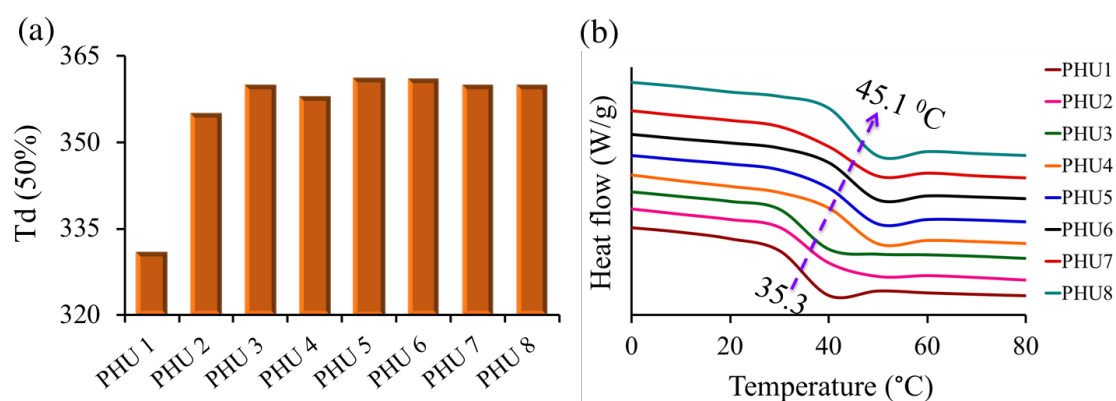 (a)
365
350
335
320
Td (50%)
PHU 1
PHU 2
PHU 3
PHU 4
PHU 5
PHU 6
PHU 7
PHU 8
(b)
Heat flow (W/g)
45.1 ⁰C
35.3
0
20
40
60
80
Temperature (°C)
PHU1
PHU2
PHU3
PHU4
PHU5
PHU6
PHU7
PHU8